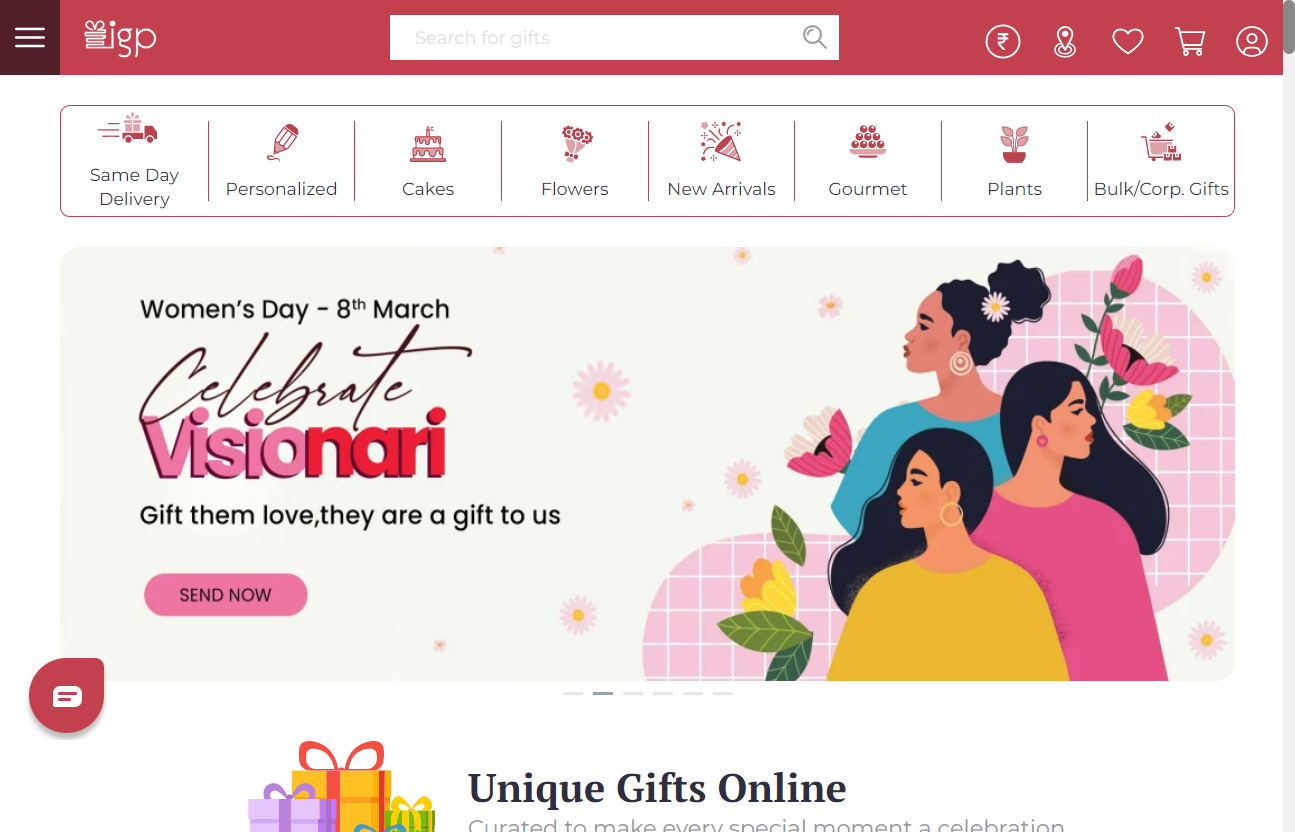 igp
Search for gifts
₹
Same Day
Delivery
Personalized
Cakes
Flowers
New Arrivals
Gourmet
Plants
Bulk/Corp. Gifts
Women's Day - 8th March
Celebrate
Visionari
Gift them love,they are a gift to us
SEND NOW
Unique Gifts Online
Curated to make every special moment a celebration